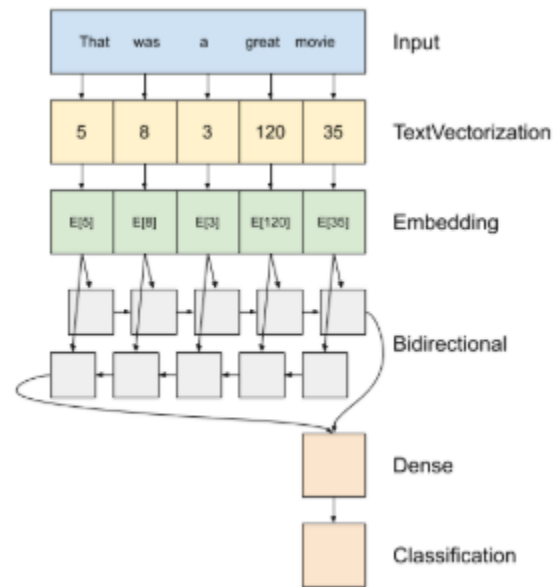 That was a great movie Input
5 8 3 120 35 TextVectorization
E[5] E[8] E[3] E[120] E[35] Embedding
Bidirectional
Dense
Classification